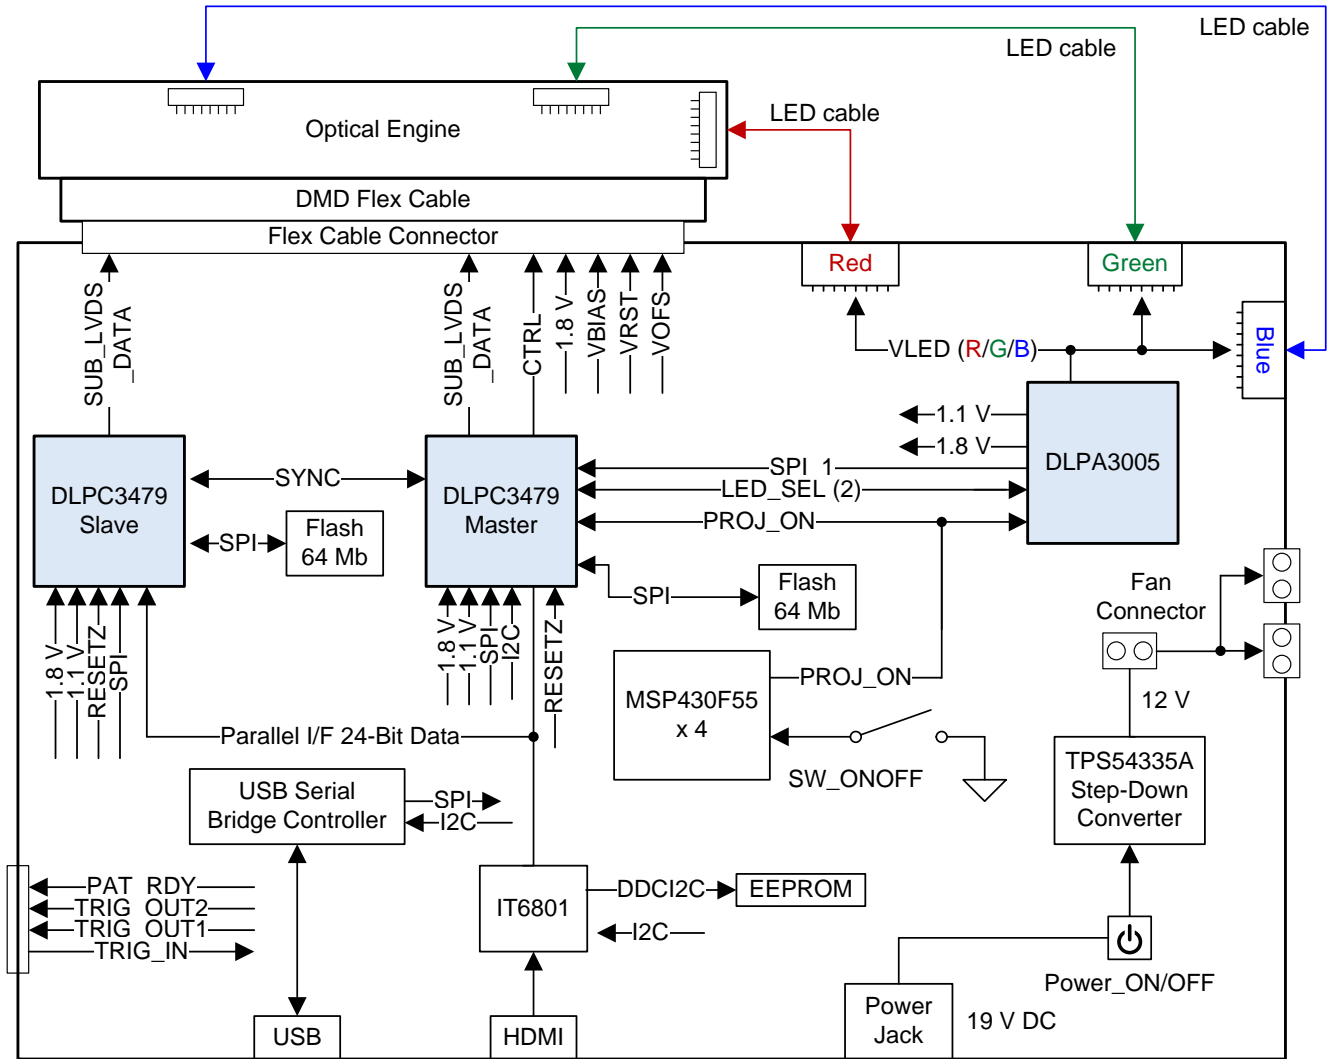 LED cable
LED cable
LED cable
Optical Engine
DMD Flex Cable
Flex Cable Connector
Red
Green
Blue
SUB_LVDS
_DATA
SUB_LVDS
_DATA
CTRL
1.8 V
VBIAS
VRST
VOFS
VLED (R/G/B)
1.1 V
1.8 V
DLPA3005
DLPC3479
Slave
SYNC
DLPC3479
Master
SPI_1
LED_SEL (2)
PROJ_ON
SPI
Flash
64 Mb
SPI
Flash
64 Mb
Fan
Connector
1.8 V
1.1 V
RESETZ
SPI
1.8 V
1.1 V
SPI
I2C
RESETZ
MSP430F55
x 4
PROJ_ON
SW_ONOFF
12 V
Parallel I/F 24-Bit Data
TPS54335A
Step-Down
Converter
USB Serial
Bridge Controller
SPI
I2C
PAT_RDY
TRIG_OUT2
TRIG_OUT1
TRIG_IN
IT6801
DDCI2C
EEPROM
I2C
Power_ON/OFF
USB
HDMI
Power
Jack
19 V DC